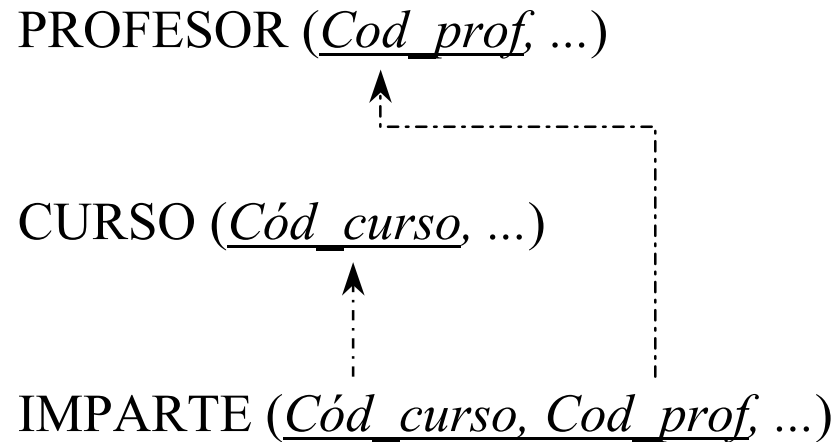 PROFESOR (Cod_prof, ...)
CURSO (Cód_curso, ...)
IMPARTE (Cód_curso, Cod_prof, ...)